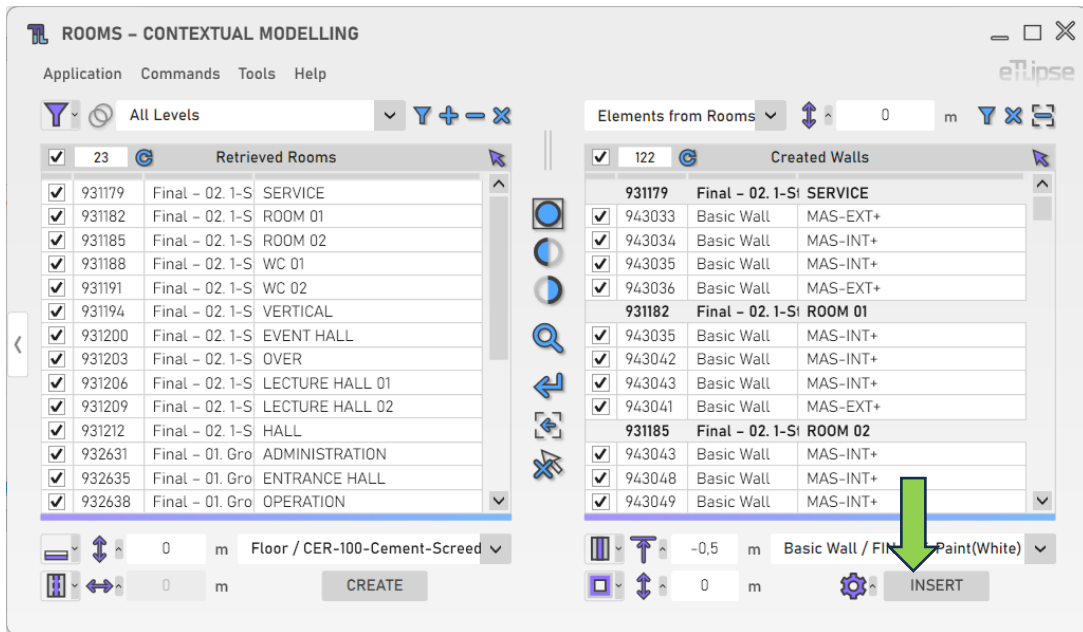 ROOMS – CONTEXTUAL MODELLING
Application Commands Tools Help
eTLipse
All Levels
Elements from Rooms 0 m
23 Retrieved Rooms
122 Created Walls
931179 Final – 02. 1-S SERVICE
931182 Final – 02. 1-S ROOM 01
931185 Final – 02. 1-S ROOM 02
931188 Final – 02. 1-S WC 01
931191 Final – 02. 1-S WC 02
931194 Final – 02. 1-S VERTICAL
931200 Final – 02. 1-S EVENT HALL
931203 Final – 02. 1-S OVER
931206 Final – 02. 1-S LECTURE HALL 01
931209 Final – 02. 1-S LECTURE HALL 02
931212 Final – 02. 1-S HALL
932631 Final – 01. Gro ADMINISTRATION
932635 Final – 01. Gro ENTRANCE HALL
932638 Final – 01. Gro OPERATION
931179 Final – 02. 1-St SERVICE
943033 Basic Wall MAS-EXT+
943034 Basic Wall MAS-INT+
943035 Basic Wall MAS-INT+
943036 Basic Wall MAS-EXT+
931182 Final – 02. 1-St ROOM 01
943035 Basic Wall MAS-INT+
943042 Basic Wall MAS-INT+
943043 Basic Wall MAS-INT+
943041 Basic Wall MAS-EXT+
931185 Final – 02. 1-St ROOM 02
943043 Basic Wall MAS-INT+
943048 Basic Wall MAS-INT+
943049 Basic Wall MAS-INT+
0 m Floor / CER-100-Cement-Screed
0 m CREATE
-0,5 m Basic Wall / FIN Paint(White)
0 m INSERT